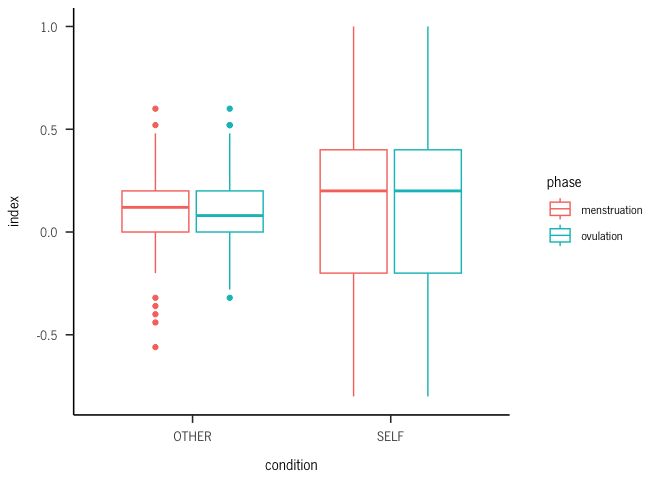 1.0
0.5
0.0
-0.5
index
OTHER
SELF
condition
phase
menstruation
ovulation